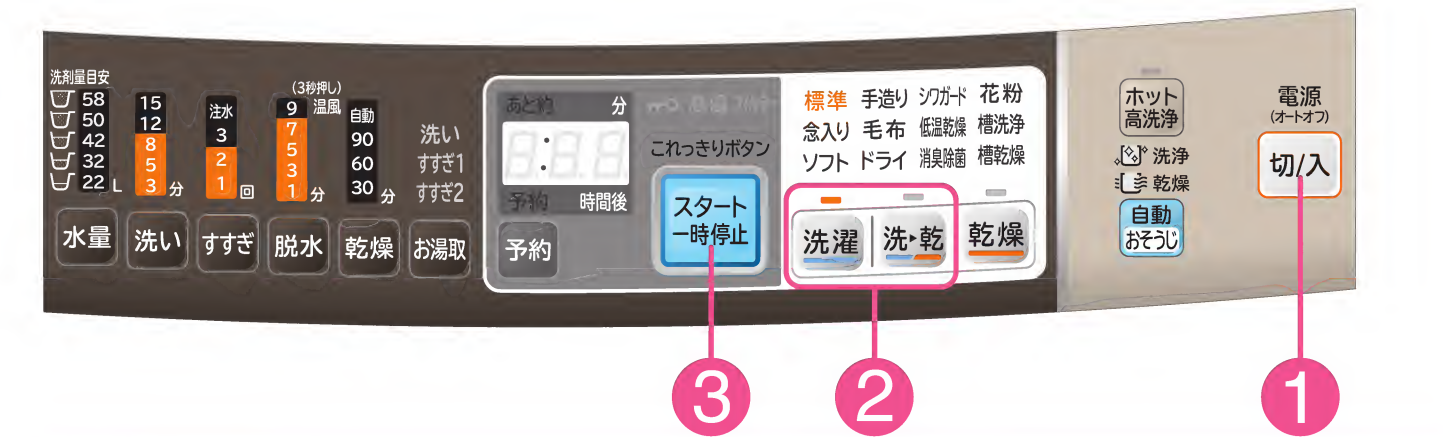 洗剤量目安
58
50
42
32
22 L
水量
15
12
8
5
3 分
洗い
注水
3
2
1 回
すすぎ
(3秒押し)
9 温風
7
5
3
1 分
脱水
自動
90
60
30 分
乾燥
洗い
すすぎ1
すすぎ2
お湯取
あと約 分
8:88
予約 時間後
予約
これっきりボタン
スタート
一時停止
標準 手造り シワガード 花粉
念入り 毛布 低温乾燥 槽洗浄
ソフト ドライ 消臭除菌 槽乾燥
洗濯
洗▸乾
乾燥
ホット
高洗浄
洗浄
乾燥
自動
おそうじ
電源
(オートオフ)
切/入
3
2
1